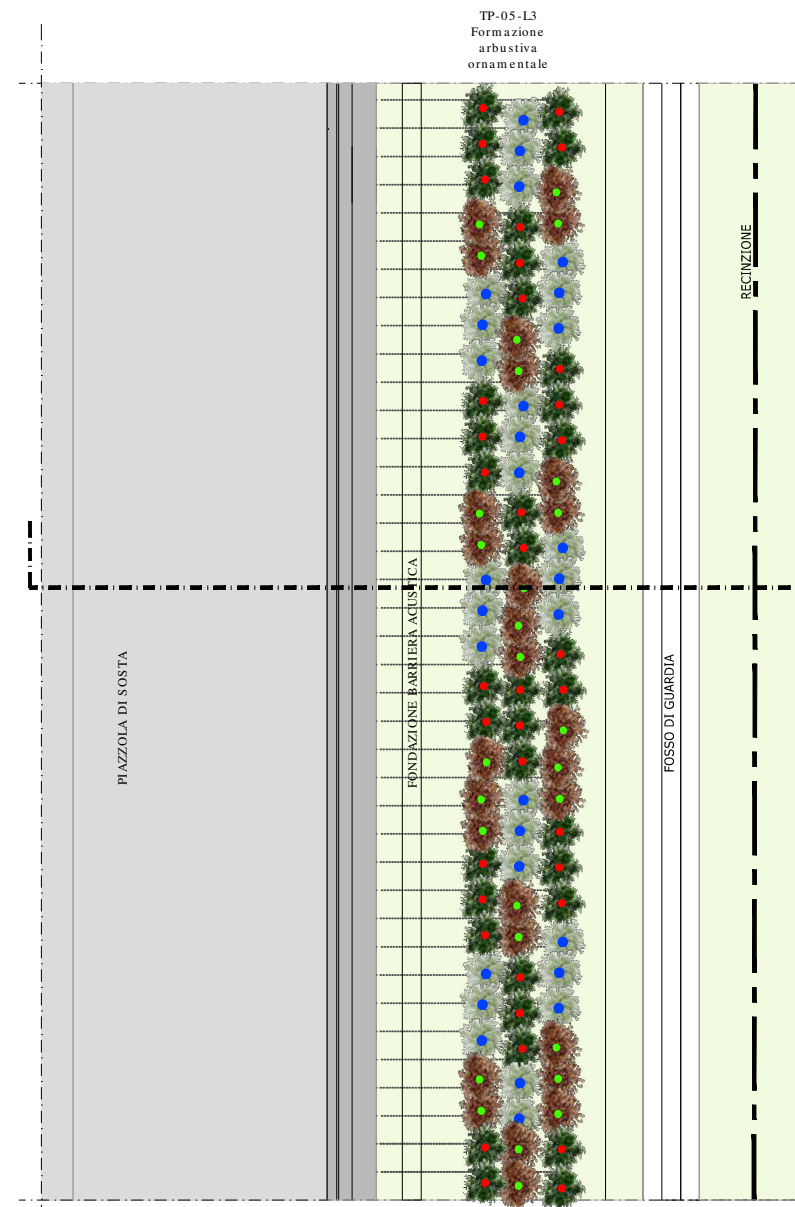 TP-05-L3
Formazione
arbustiva
ornamentale
RECINZIONE
FONDAZIONE BARRIERA ACUSTICA
PIAZZOLA DI SOSTA
FOSSO DI GUARDIA